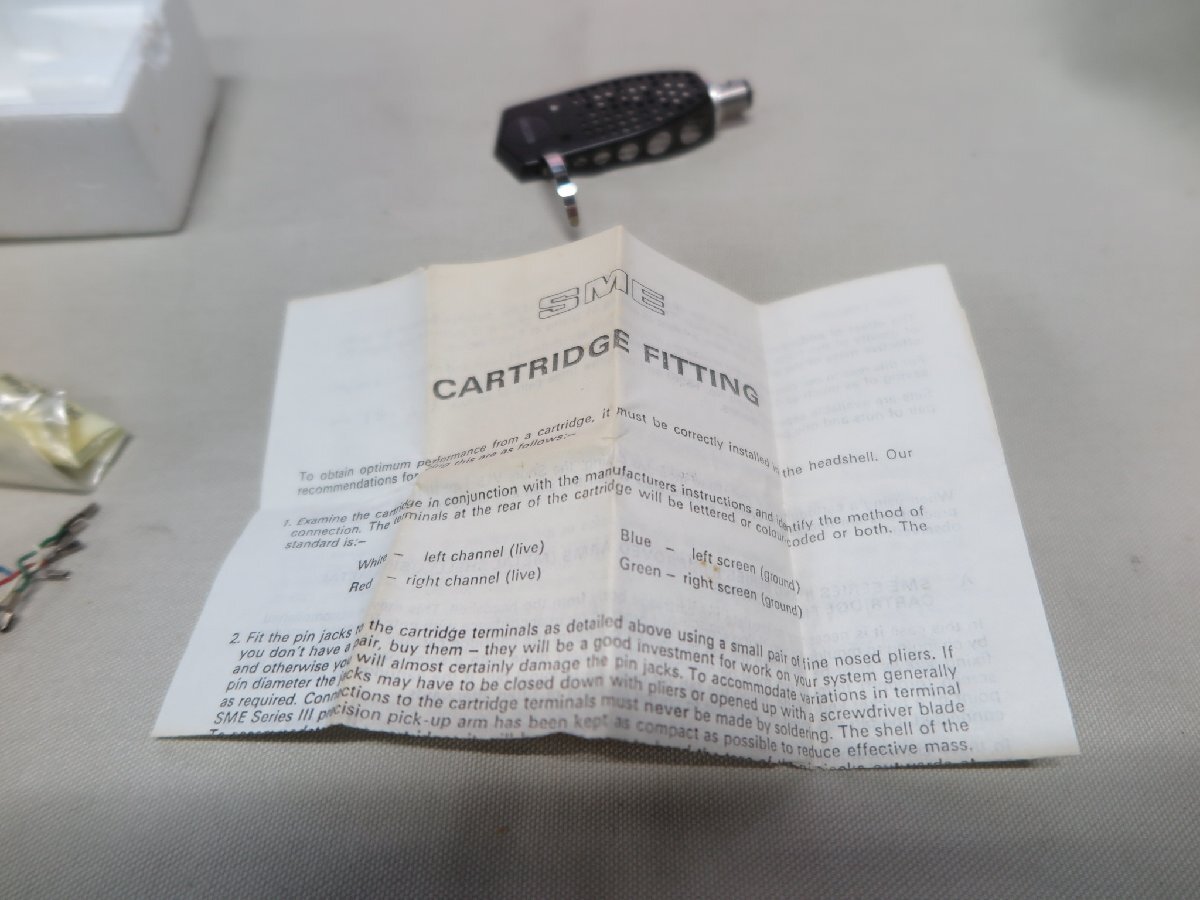 SME
CARTRIDGE FITTING
To obtain optimum performance from a cartridge, it must be correctly installed in the headshell. Our
recommendations for this are as follows:–
1. Examine the cartridge in conjunction with the manufacturers instructions and identify the method of
connection. The terminals at the rear of the cartridge will be lettered or colour coded or both. The
standard is:–
White – left channel (live) Blue – left screen (ground)
Red – right channel (live) Green – right screen (ground)
2. Fit the pin jacks to the cartridge terminals as detailed above using a small pair of fine nosed pliers. If
you don't have a pair, buy them – they will be a good investment for work on your system generally
and otherwise you will almost certainly damage the pin jacks. To accommodate variations in terminal
pin diameter the jacks may have to be closed down with pliers or opened up with a screwdriver blade
as required. Connections to the cartridge terminals must never be made by soldering. The shell of the
SME Series III precision pick-up arm has been kept as compact as possible to reduce effective mass.